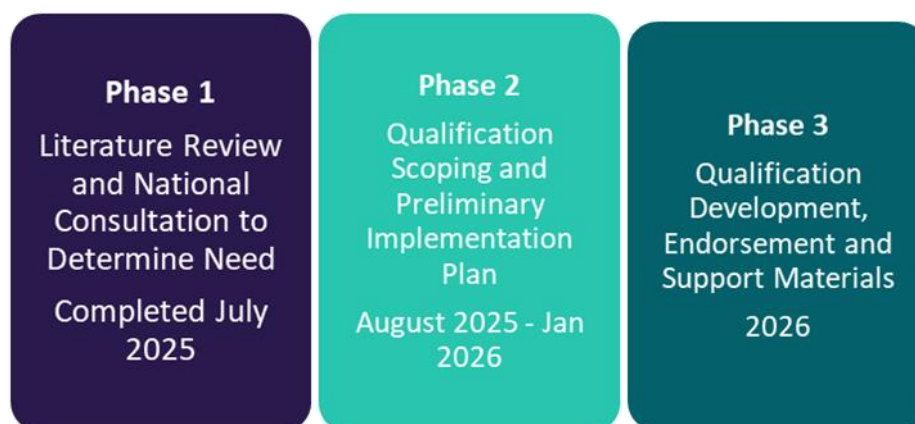 Phase 1
Literature Review
and National
Consultation to
Determine Need
Completed July
2025
Phase 2
Qualification
Scoping and
Preliminary
Implementation
Plan
August 2025 - Jan
2026
Phase 3
Qualification
Development,
Endorsement and
Support Materials
2026